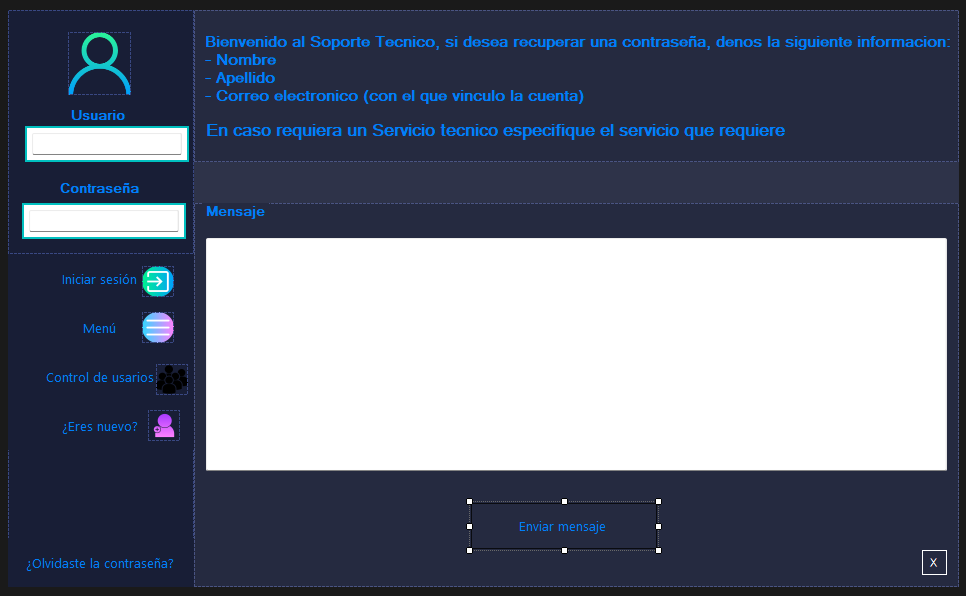 Usuario
Contraseña
Iniciar sesión
Menú
Control de usarios
¿Eres nuevo?
¿Olvidaste la contraseña?
Bienvenido al Soporte Tecnico, si desea recuperar una contraseña, denos la siguiente informacion:
- Nombre
- Apellido
- Correo electronico (con el que vinculo la cuenta)
En caso requiera un Servicio tecnico especifique el servicio que requiere
Mensaje
Enviar mensaje
X